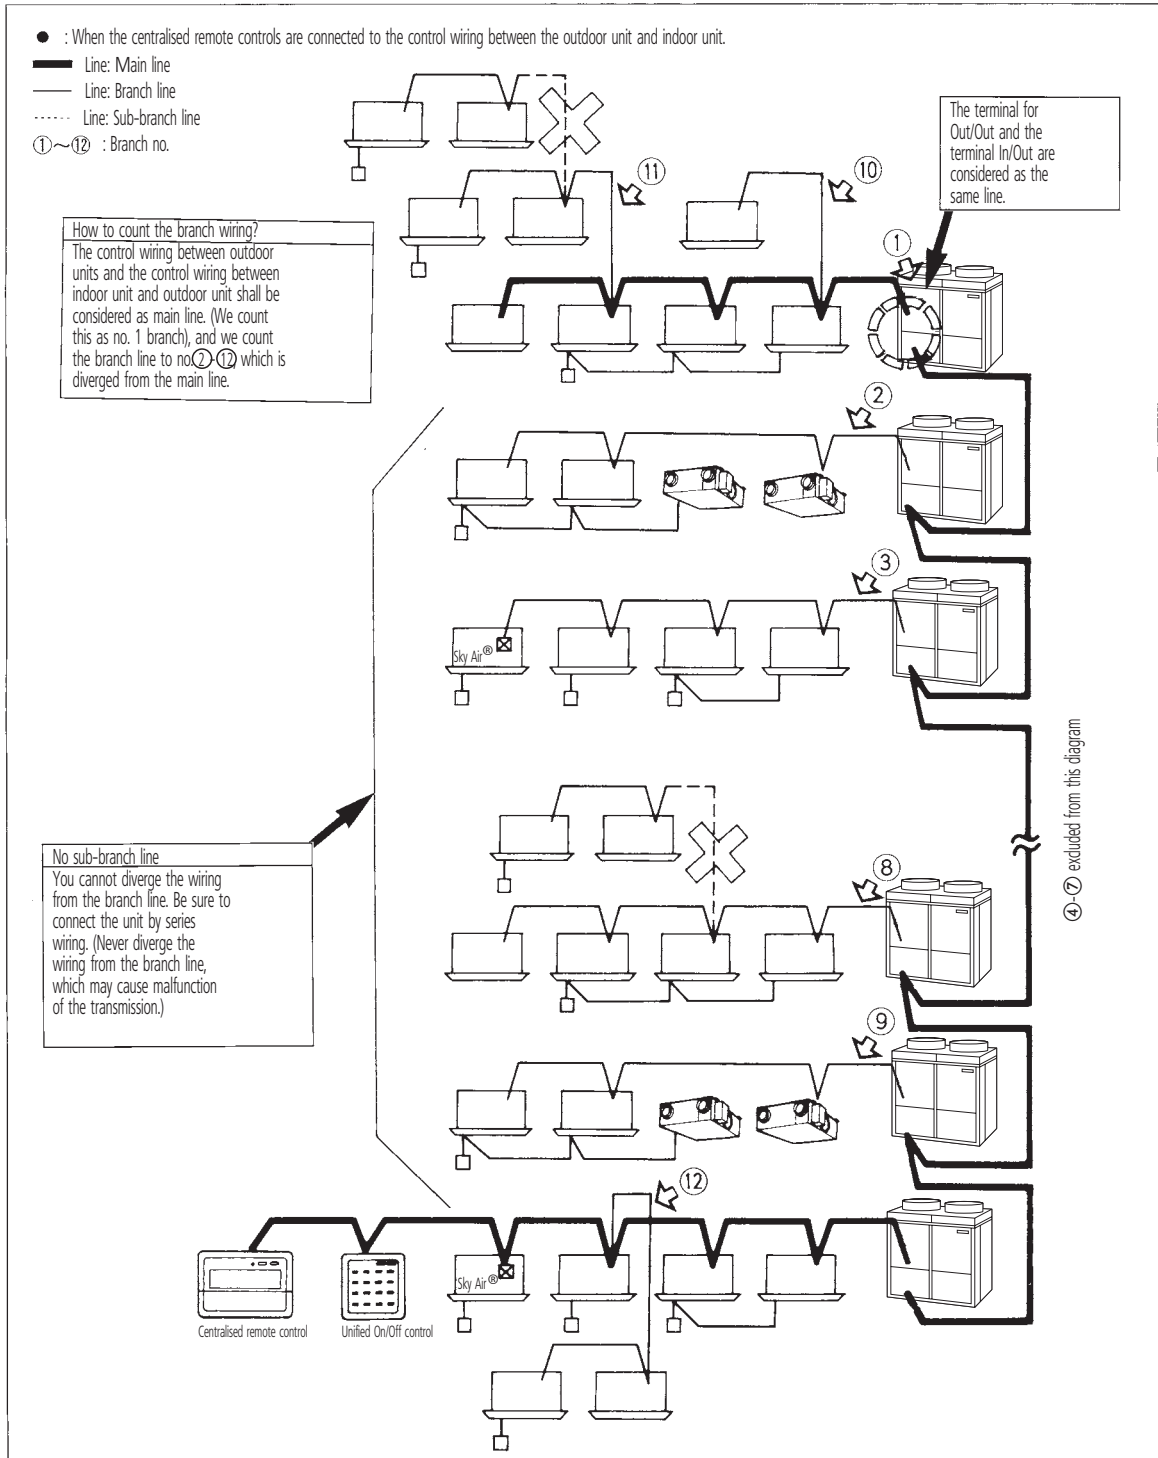 ● : When the centralised remote controls are connected to the control wiring between the outdoor unit and indoor unit.
Line: Main line
Line: Branch line
Line: Sub-branch line
①~⑫ : Branch no.
The terminal for
Out/Out and the
terminal In/Out are
considered as the
same line.
⑪
⑩
How to count the branch wiring?
The control wiring between outdoor
units and the control wiring between
indoor unit and outdoor unit shall be
considered as main line. (We count
this as no. 1 branch), and we count
the branch line to no.②-⑫, which is
diverged from the main line.
①
②
③
Sky Air®
④-⑦ excluded from this diagram
No sub-branch line
You cannot diverge the wiring
from the branch line. Be sure to
connect the unit by series
wiring. (Never diverge the
wiring from the branch line,
which may cause malfunction
of the transmission.)
⑧
⑨
⑫
Sky Air®
Centralised remote control
Unified On/Off control